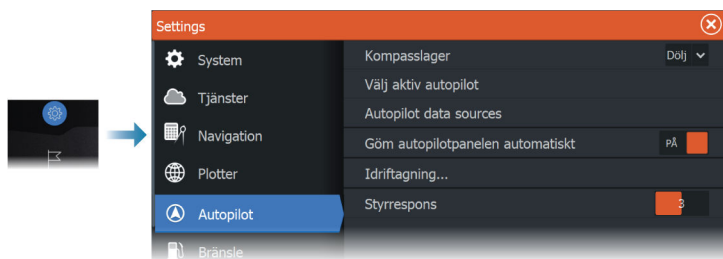 Settings
System
Tjänster
Navigation
Plotter
Autopilot
Bränsle
Kompasslager Dölj
Välj aktiv autopilot
Autopilot data sources
Göm autopilotpanelen automatiskt PÅ
Idriftagning...
Styrrespons 3